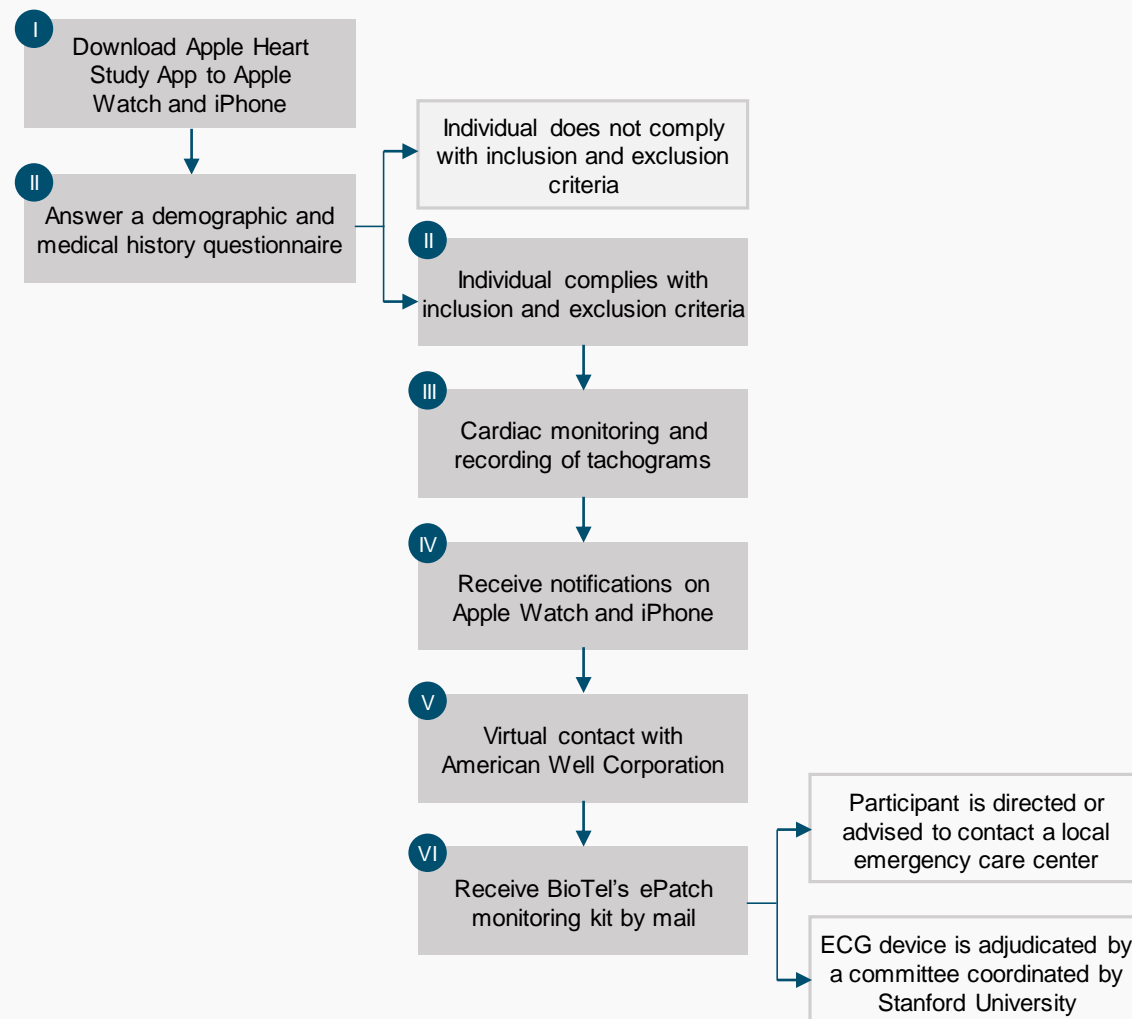 I
Download Apple Heart
Study App to Apple
Watch and iPhone
II
Answer a demographic and
medical history questionnaire
Individual does not comply
with inclusion and exclusion
criteria
II
Individual complies with
inclusion and exclusion criteria
III
Cardiac monitoring and
recording of tachograms
IV
Receive notifications on
Apple Watch and iPhone
V
Virtual contact with
American Well Corporation
VI
Receive BioTel’s ePatch
monitoring kit by mail
Participant is directed or
advised to contact a local
emergency care center
ECG device is adjudicated by
a committee coordinated by
Stanford University